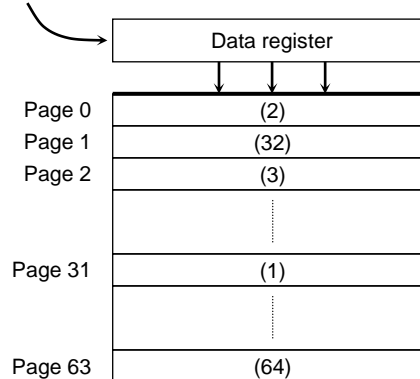 Data register
Page 0 (2)
Page 1 (32)
Page 2 (3)
Page 31 (1)
Page 63 (64)